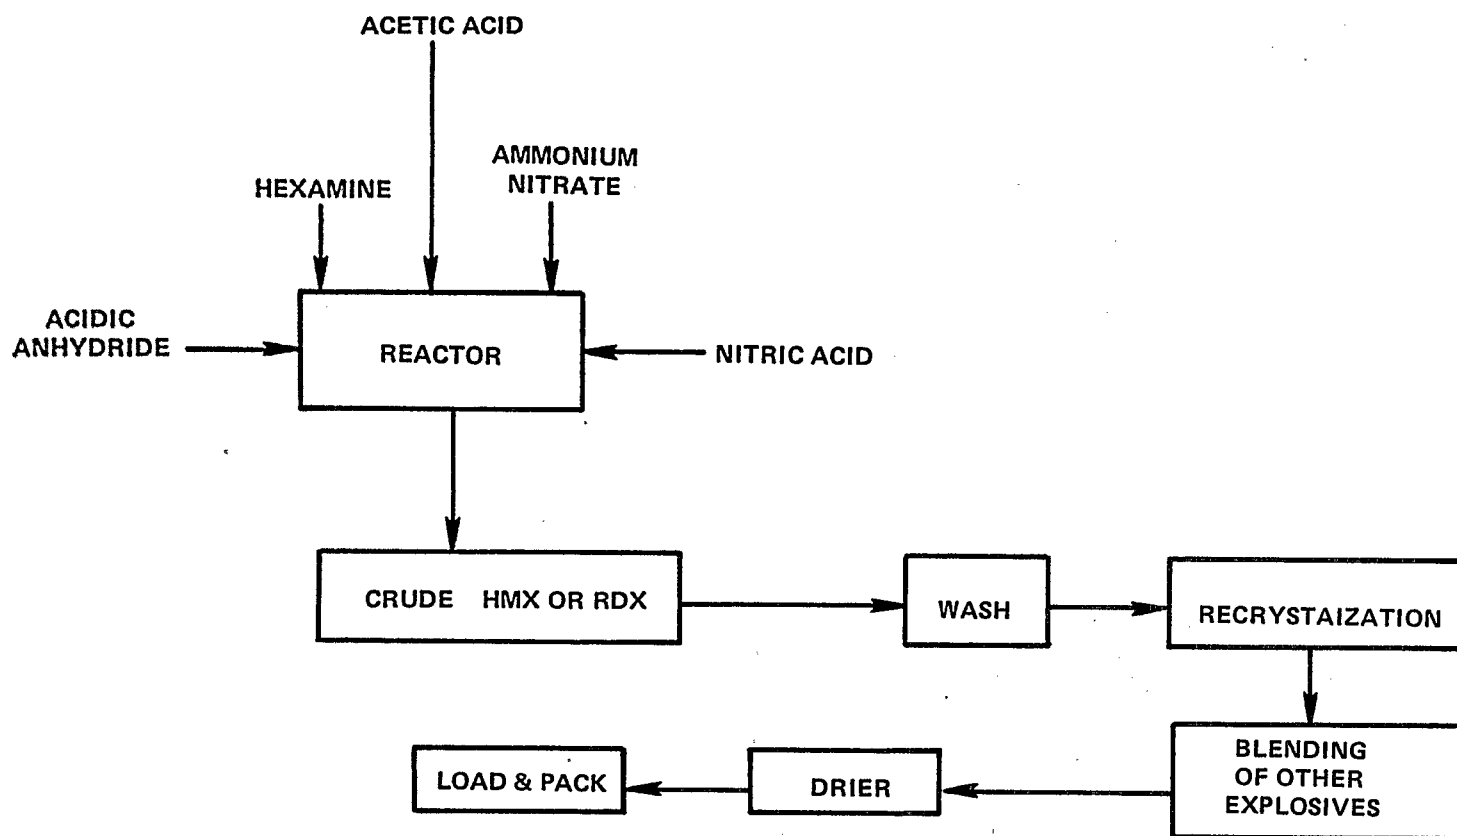 ACETIC ACID
AMMONIUM
NITRATE
HEXAMINE
ACIDIC
ANHYDRIDE
REACTOR
NITRIC ACID
CRUDE HMX OR RDX
WASH
RECRYSTAIZATION
BLENDING
OF OTHER
EXPLOSIVES
DRIER
LOAD & PACK